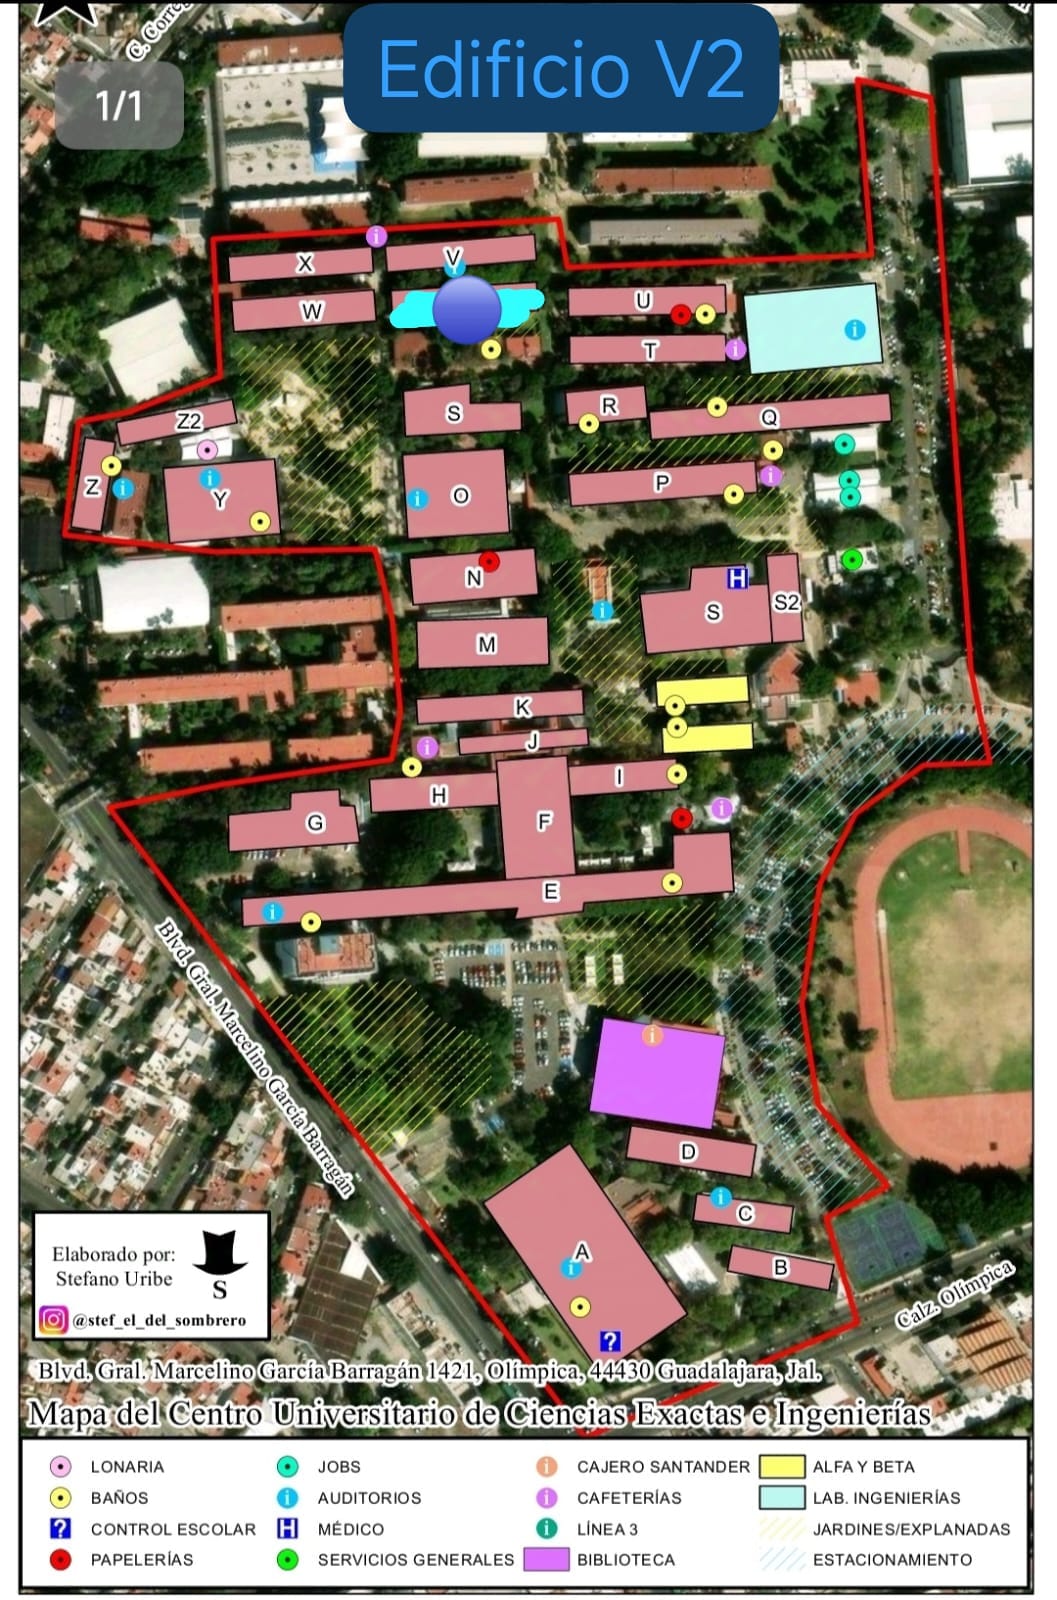 C. Correg
Edificio V2
1/1
X
V
W
U
T
R
Q
S
Z2
Z
Y
O
P
N
S
S2
M
K
J
I
H
G
F
E
Blvd. Gral. Marcelino García Barragán
D
C
B
A
Calz. Olímpica
Elaborado por:
Stefano Uribe
@stef_el_del_sombrero
S
Blvd. Gral. Marcelino García Barragán 1421, Olímpica, 44430 Guadalajara, Jal.
Mapa del Centro Universitario de Ciencias Exactas e Ingenierías
LONARIA
BAÑOS
CONTROL ESCOLAR
PAPELERÍAS
JOBS
AUDITORIOS
H MÉDICO
SERVICIOS GENERALES
CAJERO SANTANDER
CAFETERÍAS
LÍNEA 3
BIBLIOTECA
ALFA Y BETA
LAB. INGENIERÍAS
JARDINES/EXPLANADAS
ESTACIONAMIENTO